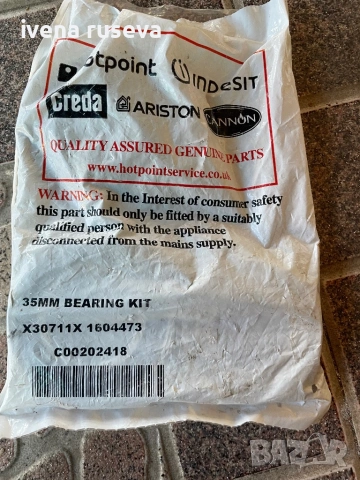 ivena ruseva
Hotpoint INDESIT
Creda ARISTON CANNON
QUALITY ASSURED GENUINE PARTS
www.hotpointservice.co.uk
WARNING: In the Interest of consumer safety
this part should only be fitted by a suitably
qualified person with the appliance
disconnected from the mains supply.
35MM BEARING KIT
X30711X 1604473
C00202418
BAZAR